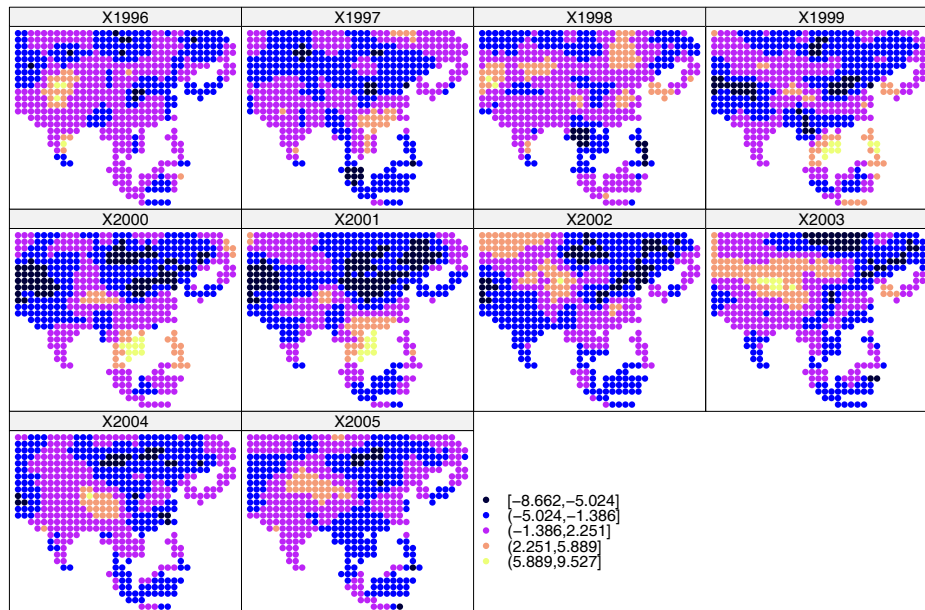 X1996 X1997 X1998 X1999
X2000 X2001 X2002 X2003
X2004 X2005
[−8.662,−5.024]
(−5.024,−1.386]
(−1.386,2.251]
(2.251,5.889]
(5.889,9.527]